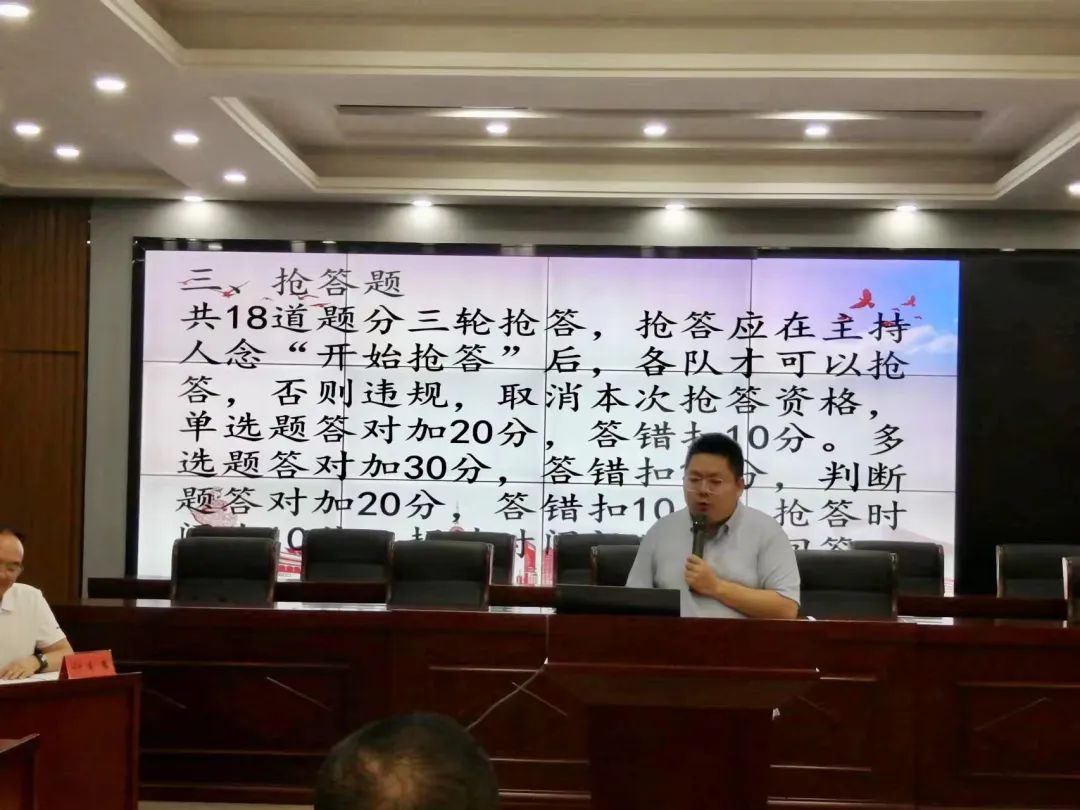 三、抢答题
共18道题分三轮抢答，抢答应在主持
人念“开始抢答”后，各队才可以抢
答，否则违规，取消本次抢答资格，
单选题答对加20分，答错扣10分。多
选题答对加30分，答错扣分，判断
题答对加20分，答错扣10抢答时